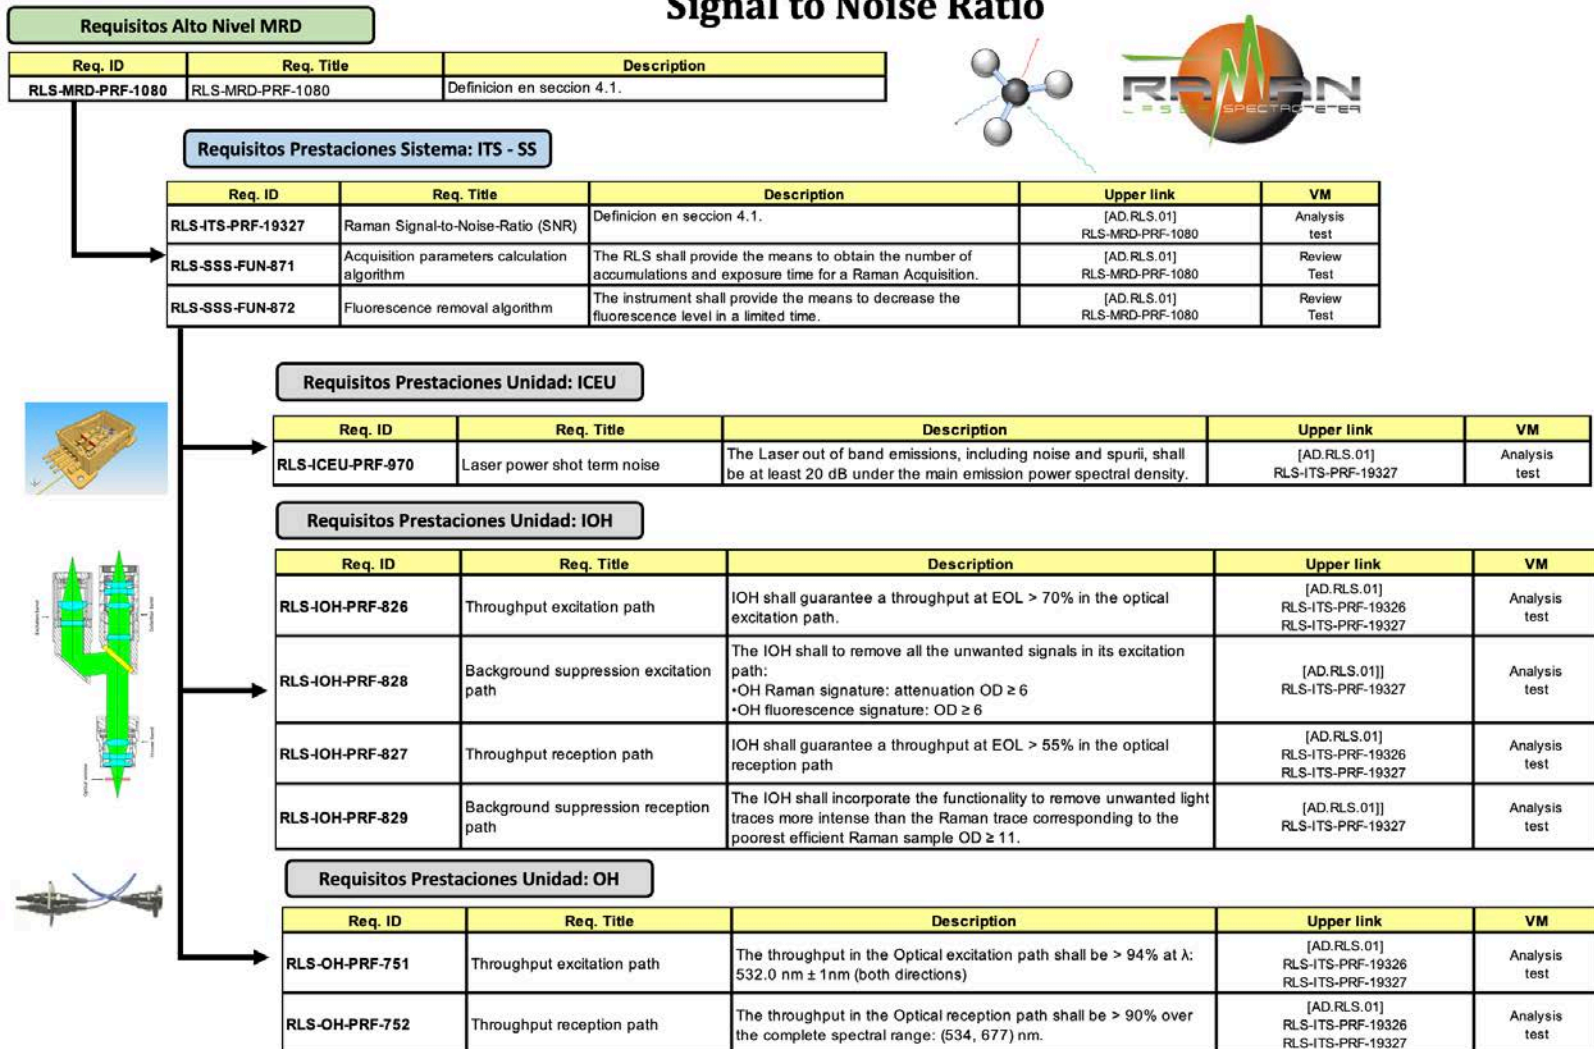 Signal to Noise Ratio
Requisitos Alto Nivel MRD
Req. ID Req. Title Description
RLS-MRD-PRF-1080 RLS-MRD-PRF-1080 Definicion en seccion 4.1.
RAMAN
LASER SPECTROMETER
Requisitos Prestaciones Sistema: ITS - SS
Req. ID Req. Title Description Upper link VM
RLS-ITS-PRF-19327 Raman Signal-to-Noise-Ratio (SNR) Definicion en seccion 4.1. [AD.RLS.01] Analysis
RLS-MRD-PRF-1080 test
RLS-SSS-FUN-871 Acquisition parameters calculation The RLS shall provide the means to obtain the number of [AD.RLS.01] Review
algorithm accumulations and exposure time for a Raman Acquisition. RLS-MRD-PRF-1080 Test
RLS-SSS-FUN-872 Fluorescence removal algorithm The instrument shall provide the means to decrease the [AD.RLS.01] Review
fluorescence level in a limited time. RLS-MRD-PRF-1080 Test
Requisitos Prestaciones Unidad: ICEU
Req. ID Req. Title Description Upper link VM
RLS-ICEU-PRF-970 Laser power shot term noise The Laser out of band emissions, including noise and spurii, shall [AD.RLS.01] Analysis
be at least 20 dB under the main emission power spectral density. RLS-ITS-PRF-19327 test
Requisitos Prestaciones Unidad: IOH
Req. ID Req. Title Description Upper link VM
RLS-IOH-PRF-826 Throughput excitation path IOH shall guarantee a throughput at EOL > 70% in the optical [AD.RLS.01] Analysis
excitation path. RLS-ITS-PRF-19326 test
RLS-ITS-PRF-19327
RLS-IOH-PRF-828 Background suppression excitation The IOH shall to remove all the unwanted signals in its excitation [AD.RLS.01]] Analysis
path path: RLS-ITS-PRF-19327 test
•OH Raman signature: attenuation OD ≥ 6
•OH fluorescence signature: OD ≥ 6
RLS-IOH-PRF-827 Throughput reception path IOH shall guarantee a throughput at EOL > 55% in the optical [AD.RLS.01] Analysis
reception path RLS-ITS-PRF-19326 test
RLS-ITS-PRF-19327
RLS-IOH-PRF-829 Background suppression reception The IOH shall incorporate the functionality to remove unwanted light [AD.RLS.01]] Analysis
path traces more intense than the Raman trace corresponding to the RLS-ITS-PRF-19327 test
poorest efficient Raman sample OD ≥ 11.
Requisitos Prestaciones Unidad: OH
Req. ID Req. Title Description Upper link VM
RLS-OH-PRF-751 Throughput excitation path The throughput in the Optical excitation path shall be > 94% at λ: [AD.RLS.01] Analysis
532.0 nm ± 1nm (both directions) RLS-ITS-PRF-19326 test
RLS-ITS-PRF-19327
RLS-OH-PRF-752 Throughput reception path The throughput in the Optical reception path shall be > 90% over [AD.RLS.01] Analysis
the complete spectral range: (534, 677) nm. RLS-ITS-PRF-19326 test
RLS-ITS-PRF-19327